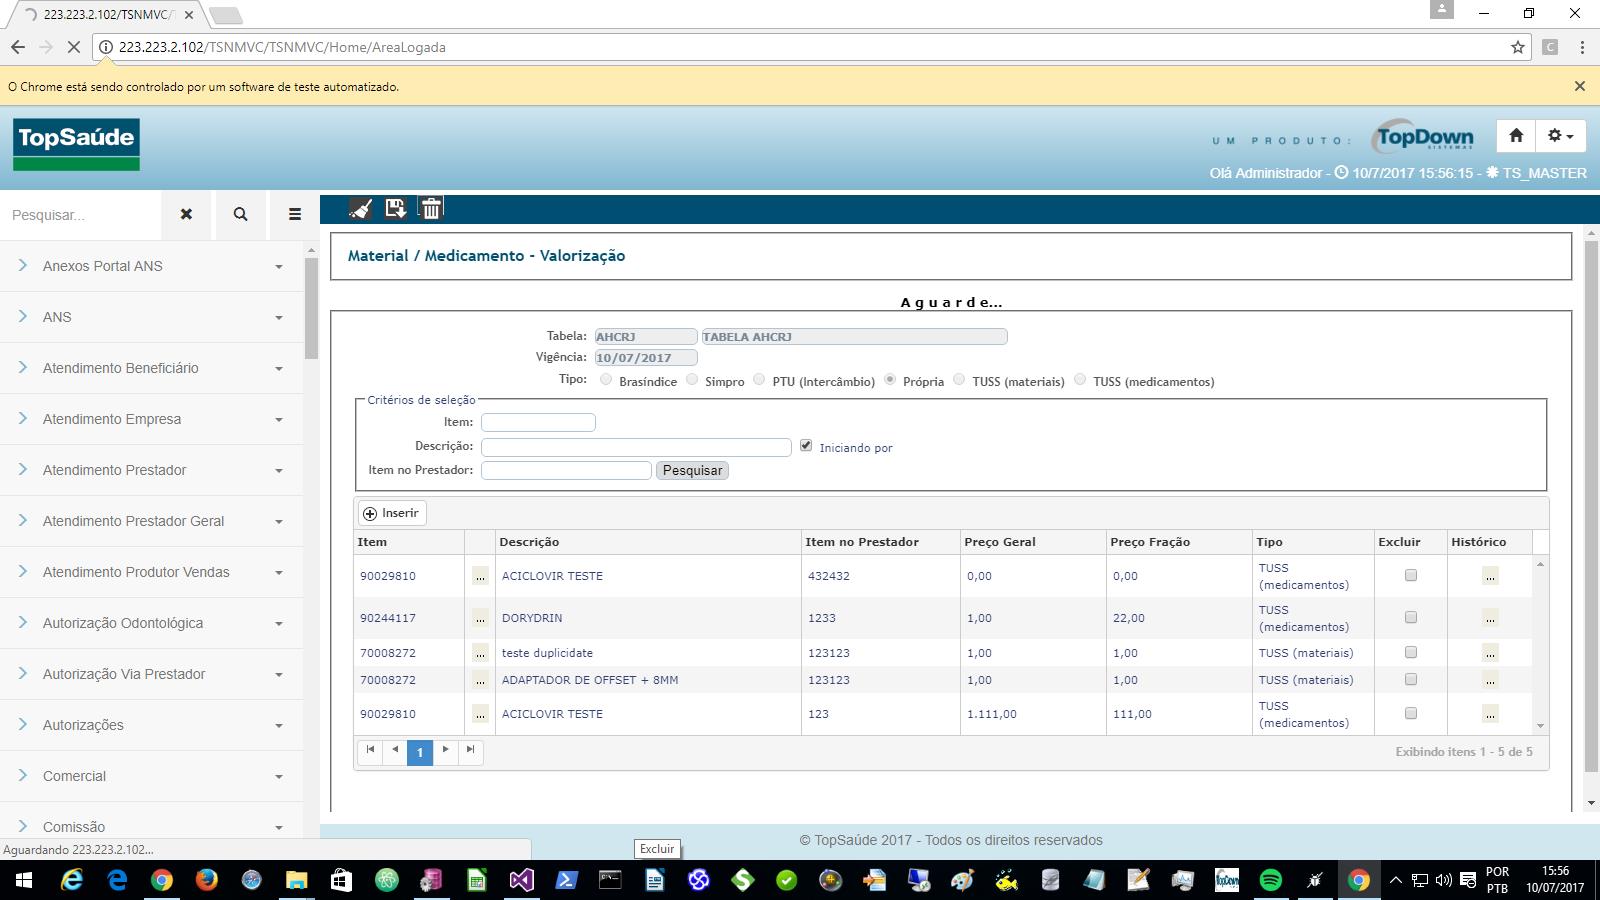 223.223.2.102/TSNMVC/T
223.223.2.102/TSNMVC/TSNMVC/Home/AreaLogada
C
O Chrome está sendo controlado por um software de teste automatizado.
TopSaúde
UM PRODUTO:
TopDown
SISTEMAS
Olá Administrador - 10/7/2017 15:56:15 - TS_MASTER
Pesquisar...
Anexos Portal ANS
ANS
Atendimento Beneficiário
Atendimento Empresa
Atendimento Prestador
Atendimento Prestador Geral
Atendimento Produtor Vendas
Autorização Odontológica
Autorização Via Prestador
Autorizações
Comercial
Comissão
Material / Medicamento - Valorização
Aguarde...
Tabela: AHCRJ TABELA AHCRJ
Vigência: 10/07/2017
Tipo: Brasíndice Simpro PTU (Intercâmbio) Própria TUSS (materiais) TUSS (medicamentos)
Critérios de seleção
Item:
Descrição: Iniciando por
Item no Prestador: Pesquisar
Inserir
Item Descrição Item no Prestador Preço Geral Preço Fração Tipo Excluir Histórico
90029810 ... ACICLOVIR TESTE 432432 0,00 0,00 TUSS (medicamentos) ...
90244117 ... DORYDRIN 1233 1,00 22,00 TUSS (medicamentos) ...
70008272 ... teste duplicidate 123123 1,00 1,00 TUSS (materiais) ...
70008272 ... ADAPTADOR DE OFFSET + 8MM 123123 1,00 1,00 TUSS (materiais) ...
90029810 ... ACICLOVIR TESTE 123 1.111,00 111,00 TUSS (medicamentos) ...
1
Exibindo itens 1 - 5 de 5
© TopSaúde 2017 - Todos os direitos reservados
Aguardando 223.223.2.102...
Excluir
TopDown
POR
PTB
15:56
10/07/2017